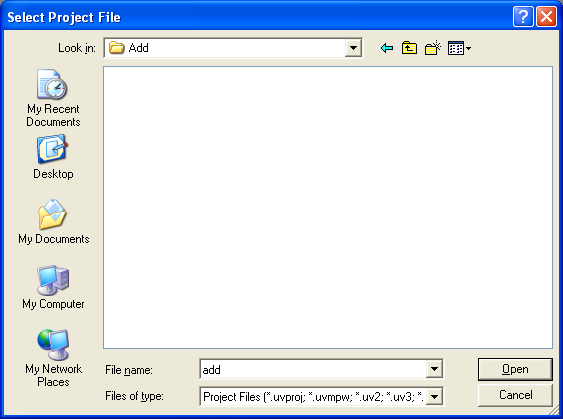 Select Project File
Look in:
Add
My Recent
Documents
Desktop
My Documents
My Computer
My Network
Places
File name:
add
Open
Files of type:
Project Files (*.uvproj; *.uvmpw; *.uv2; *.uv3; *.
Cancel